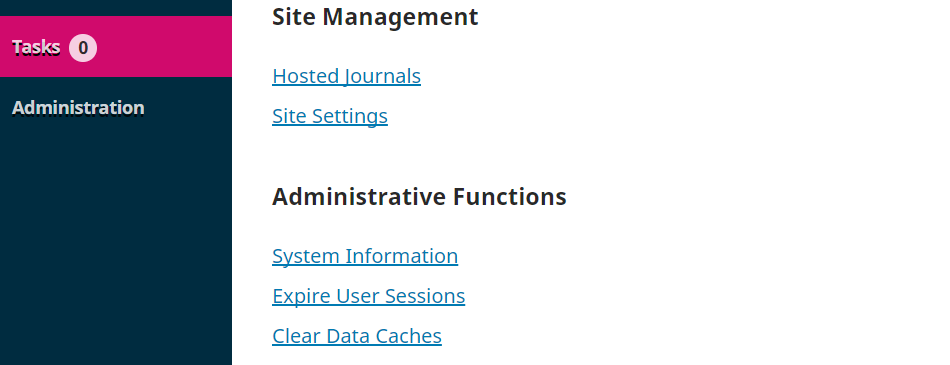 Tasks 0
Administration
Site Management
Hosted Journals
Site Settings
Administrative Functions
System Information
Expire User Sessions
Clear Data Caches